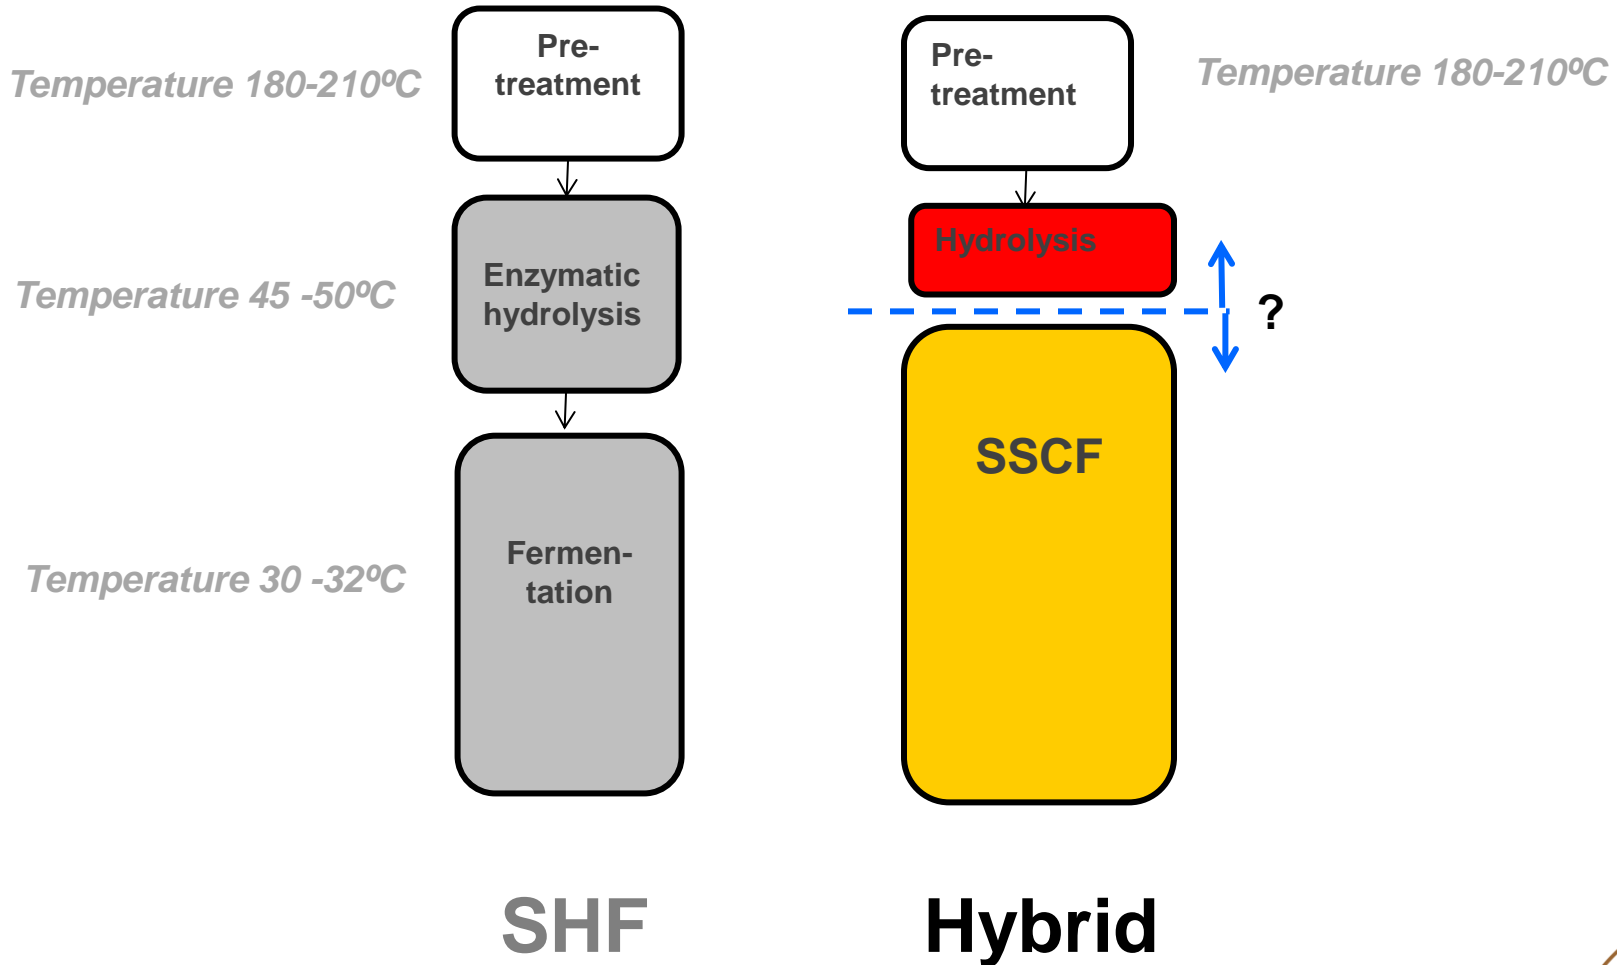 Pre-
treatment
Temperature 180-210ºC
Enzymatic
hydrolysis
Temperature 45 -50ºC
Fermen-
tation
Temperature 30 -32ºC
SHF
Pre-
treatment
Temperature 180-210ºC
Hydrolysis
?
SSCF
Hybrid